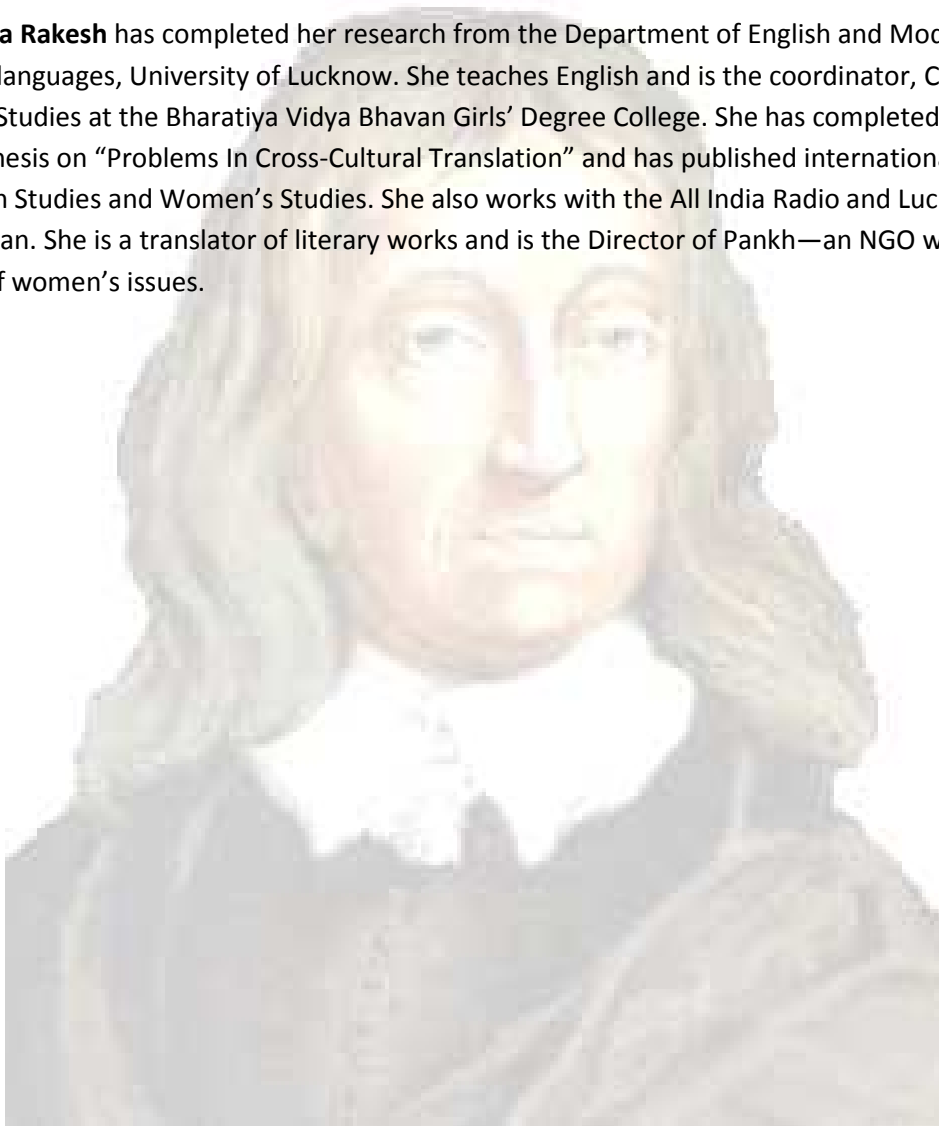 a Rakesh has completed her research from the Department of English and Mod
languages, University of Lucknow. She teaches English and is the coordinator, C
Studies at the Bharatiya Vidya Bhavan Girls’ Degree College. She has completed
hesis on “Problems In Cross-Cultural Translation” and has published internationa
n Studies and Women’s Studies. She also works with the All India Radio and Luc
an. She is a translator of literary works and is the Director of Pankh—an NGO w
f women’s issues.